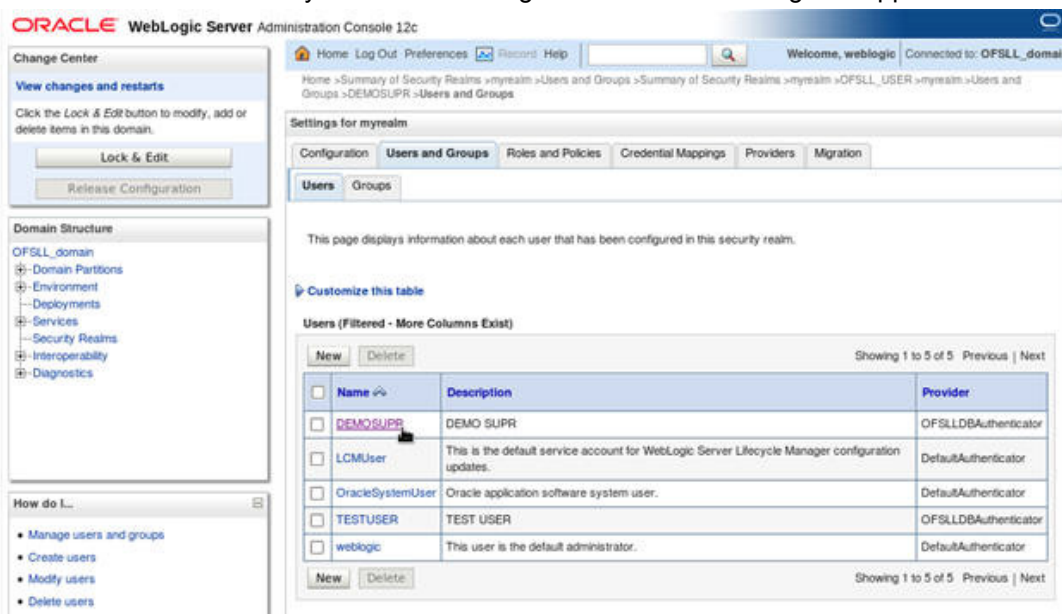 ORACLE WebLogic Server Administration Console 12c
Change Center
View changes and restarts
Click the Lock & Edit button to modify, add or
delete items in this domain.
Lock & Edit
Release Configuration
Domain Structure
OFSLL_domain
Domain Partitions
Environment
Deployments
Services
Security Realms
Interoperability
Diagnostics
How do I...
Manage users and groups
Create users
Modify users
Delete users
Home Log Out Preferences Record Help
Welcome, weblogic Connected to: OFSLL_domai
Home >Summary of Security Realms >myrealm >Users and Groups >Summary of Security Realms >myrealm >OFSLL_USER >myrealm >Users and
Groups >DEMOSUPR >Users and Groups
Settings for myrealm
Configuration Users and Groups Roles and Policies Credential Mappings Providers Migration
Users Groups
This page displays information about each user that has been configured in this security realm.
Customize this table
Users (Filtered - More Columns Exist)
New Delete Showing 1 to 5 of 5 Previous | Next
Name Description Provider
DEMOSUPR DEMO SUPR OFSLLDBAuthenticator
LCMUser This is the default service account for WebLogic Server Lifecycle Manager configuration
updates. DefaultAuthenticator
OracleSystemUser Oracle application software system user. DefaultAuthenticator
TESTUSER TEST USER OFSLLDBAuthenticator
weblogic This user is the default administrator. DefaultAuthenticator
New Delete Showing 1 to 5 of 5 Previous | Next